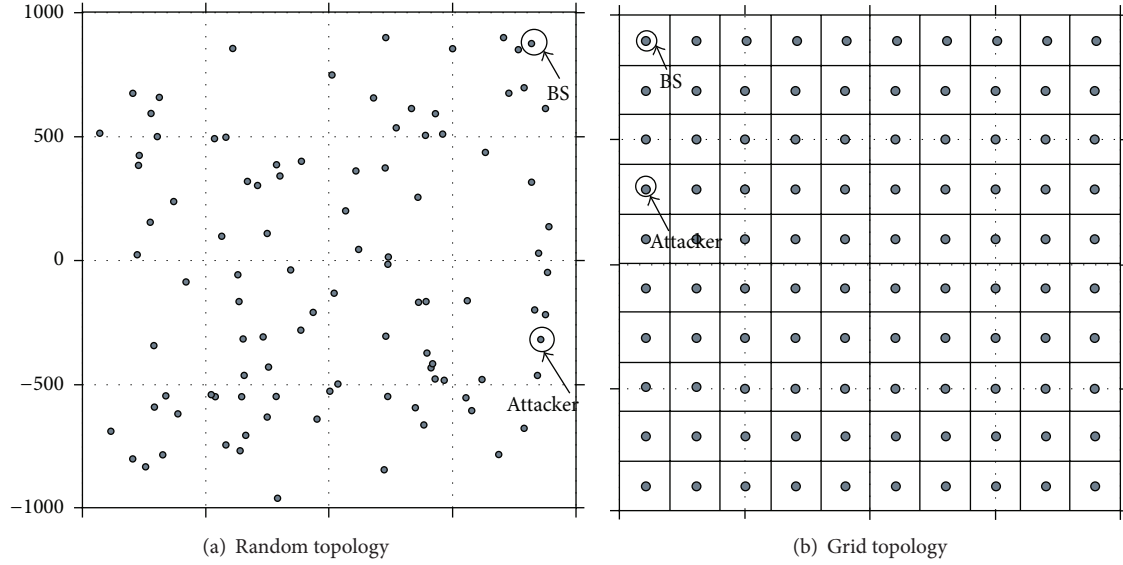 1000
500
0
−500
−1000
BS
Attacker
(a) Random topology
BS
Attacker
(b) Grid topology